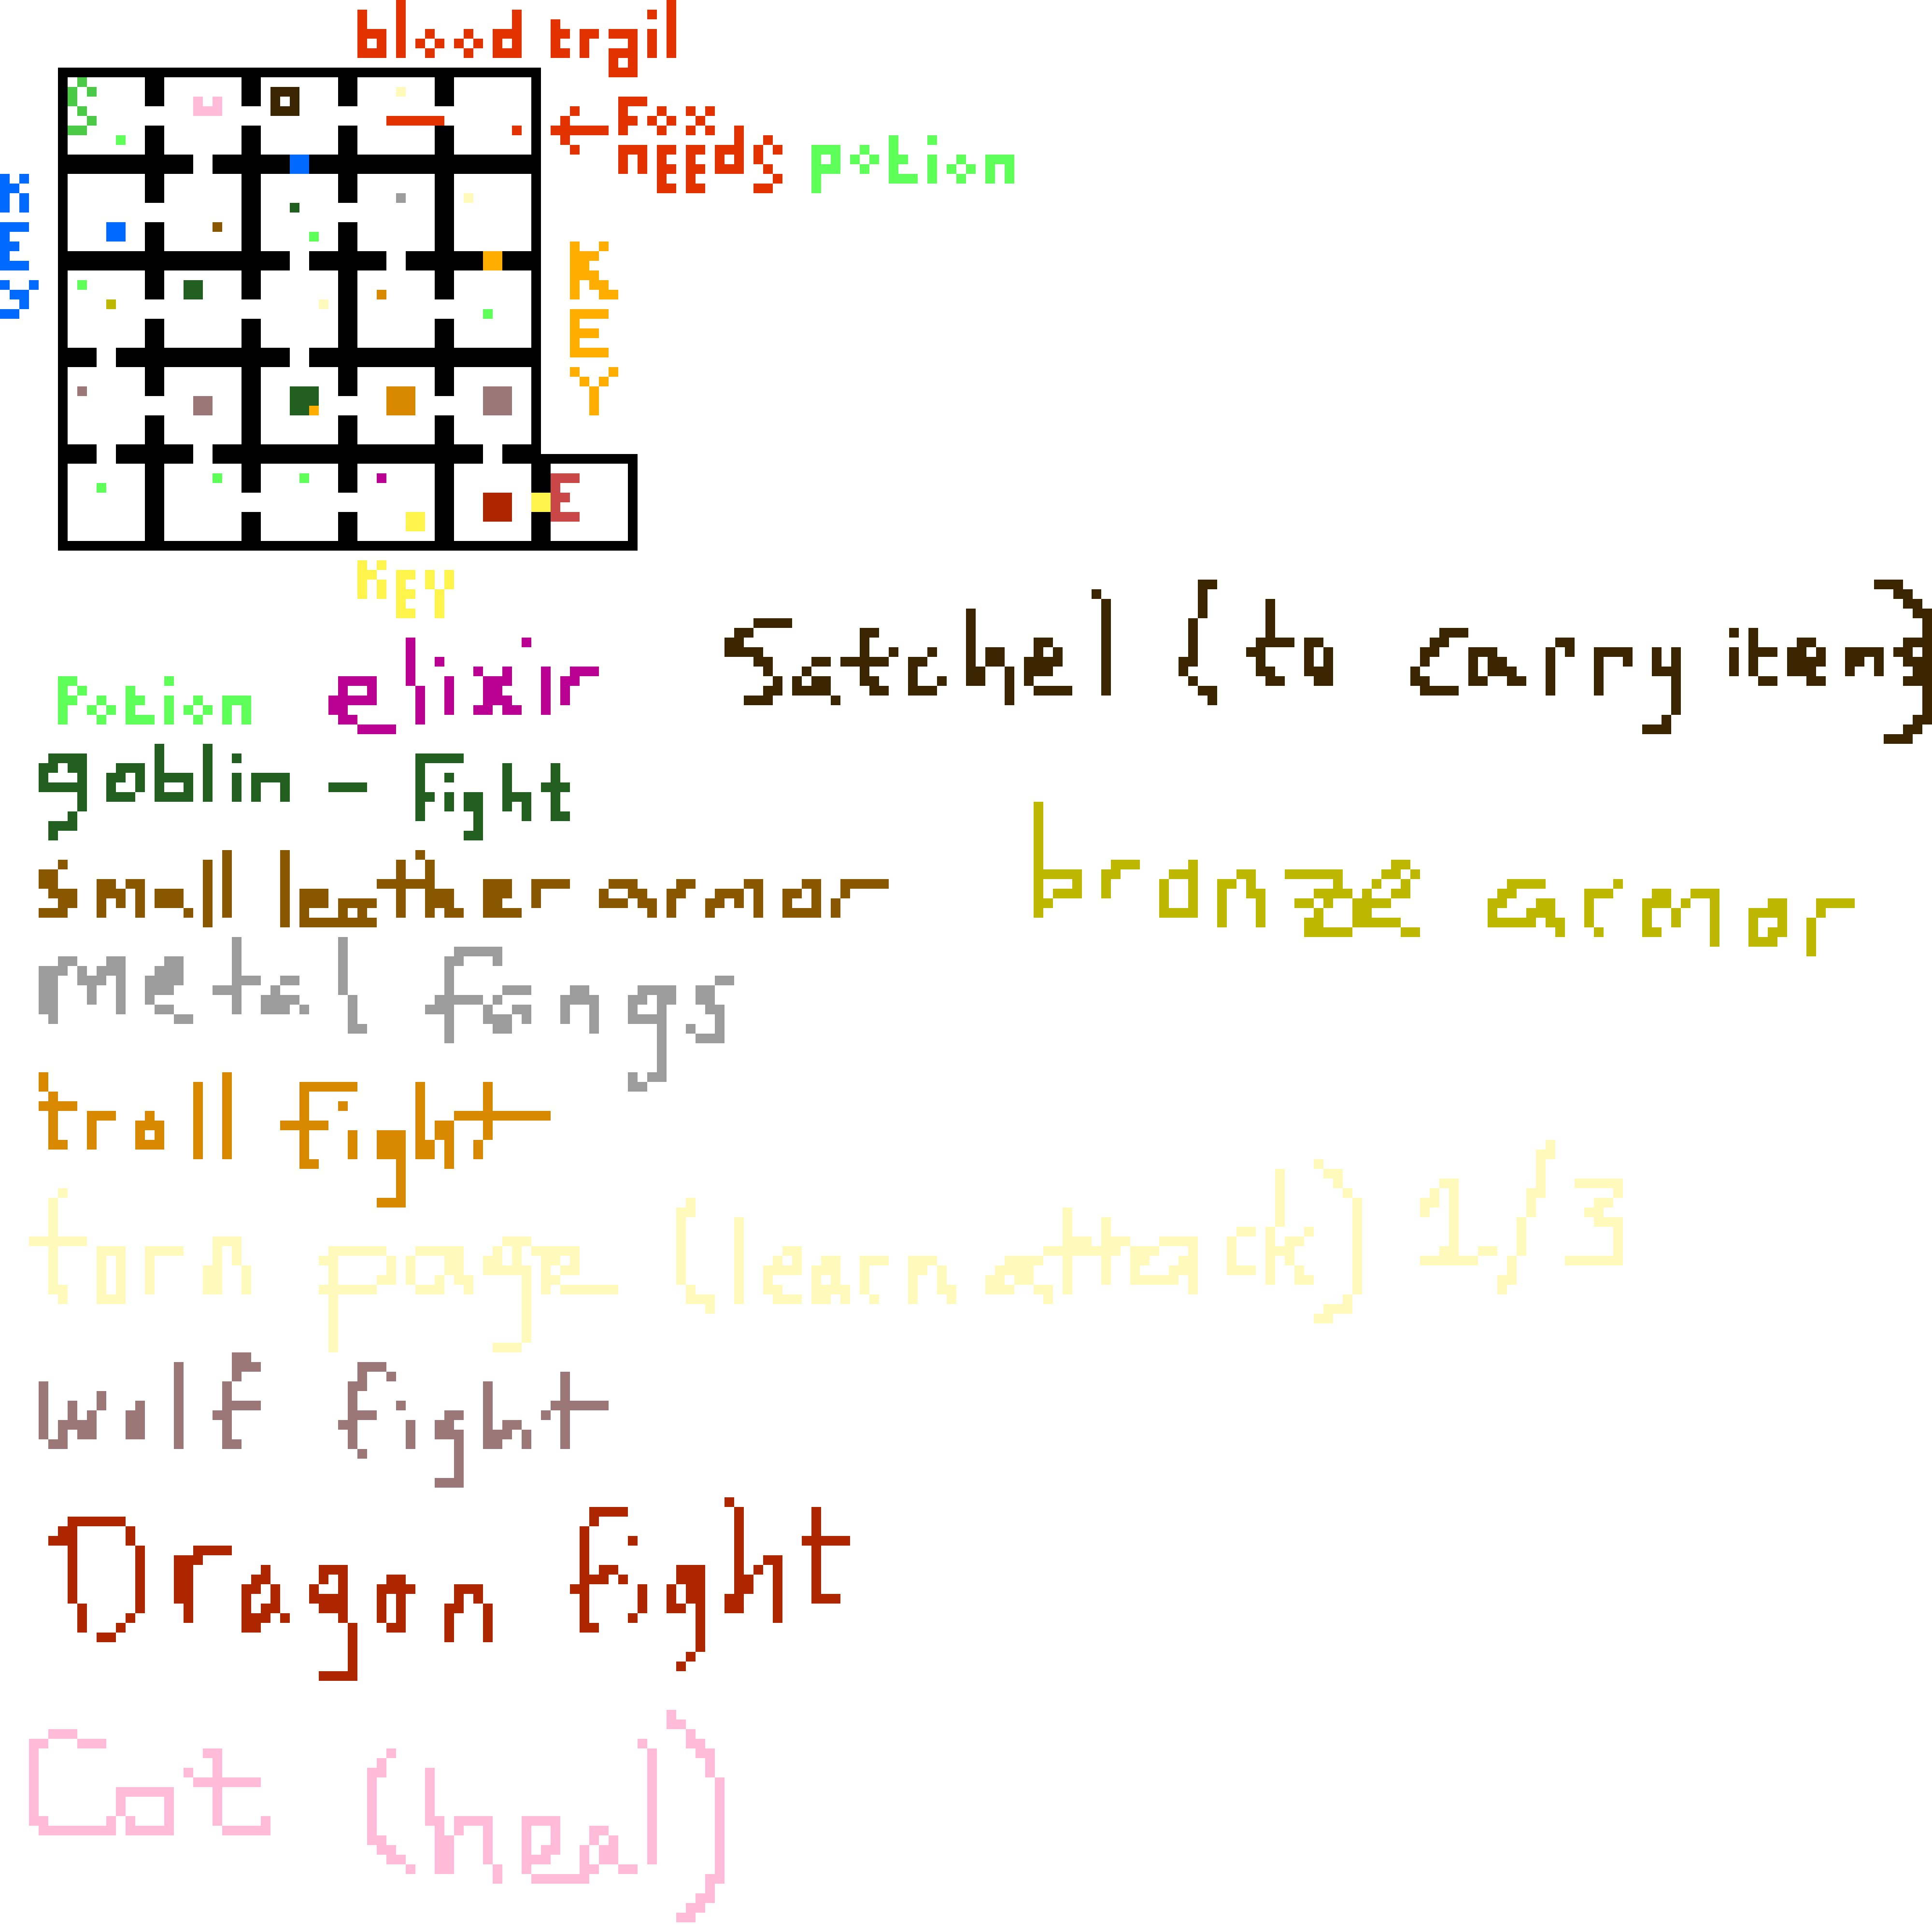 blood trail
S
← Fox
needs potion
KEY
KEY
E
KEY
Satchel (to carry item)
Potion elixir
goblin - Fight
Small leather armor bronze armor
Metal fangs
troll fight
torn page (learn attack) 1/3
wolf fight
Dragon fight
Cat (heal)